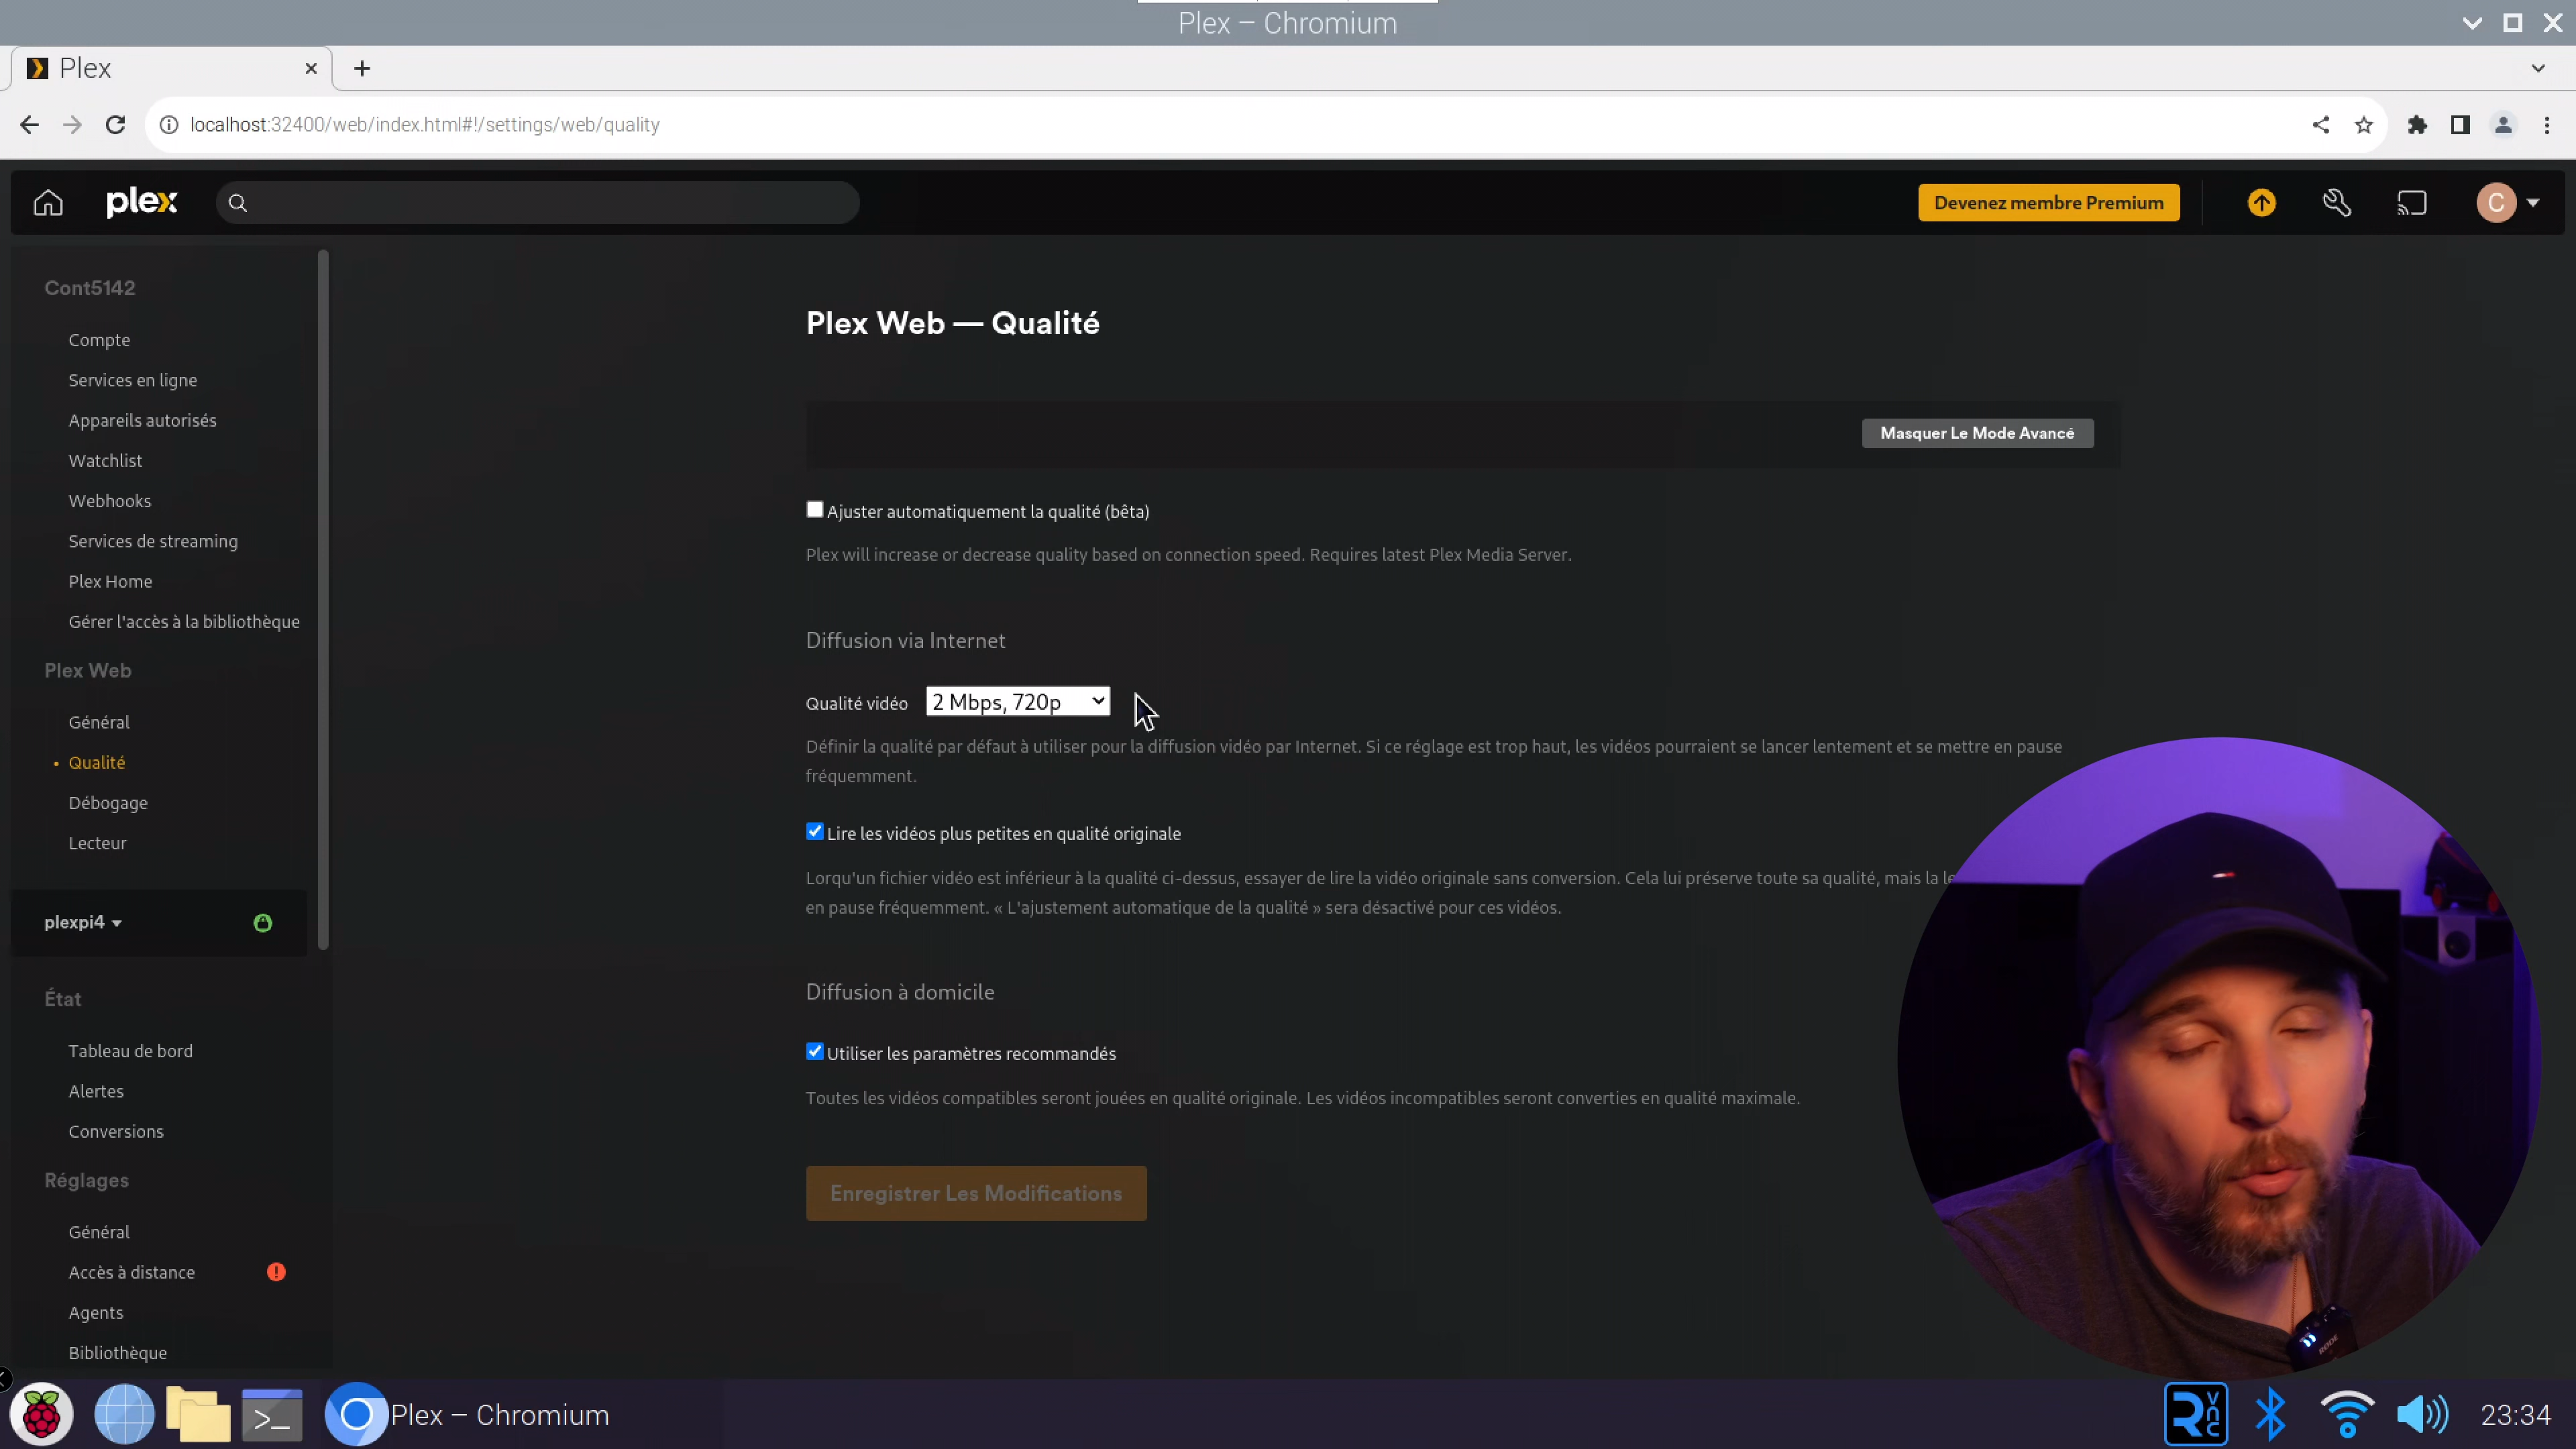 Plex – Chromium
Plex
localhost:32400/web/index.html#!/settings/web/quality
plex
Devenez membre Premium
C
Cont5142
Compte
Services en ligne
Appareils autorisés
Watchlist
Webhooks
Services de streaming
Plex Home
Gérer l'accès à la bibliothèque
Plex Web
Général
Qualité
Débogage
Lecteur
plexpi4
État
Tableau de bord
Alertes
Conversions
Réglages
Général
Accès à distance
Agents
Bibliothèque
Plex Web — Qualité
Masquer Le Mode Avancé
Ajuster automatiquement la qualité (bêta)
Plex will increase or decrease quality based on connection speed. Requires latest Plex Media Server.
Diffusion via Internet
Qualité vidéo 2 Mbps, 720p
Définir la qualité par défaut à utiliser pour la diffusion vidéo par Internet. Si ce réglage est trop haut, les vidéos pourraient se lancer lentement et se mettre en pause
fréquemment.
Lire les vidéos plus petites en qualité originale
Lorqu'un fichier vidéo est inférieur à la qualité ci-dessus, essayer de lire la vidéo originale sans conversion. Cela lui préserve toute sa qualité, mais la
en pause fréquemment. « L'ajustement automatique de la qualité » sera désactivé pour ces vidéos.
Diffusion à domicile
Utiliser les paramètres recommandés
Toutes les vidéos compatibles seront jouées en qualité originale. Les vidéos incompatibles seront converties en qualité maximale.
Enregistrer Les Modifications
RODE
Plex – Chromium
VNC
23:34